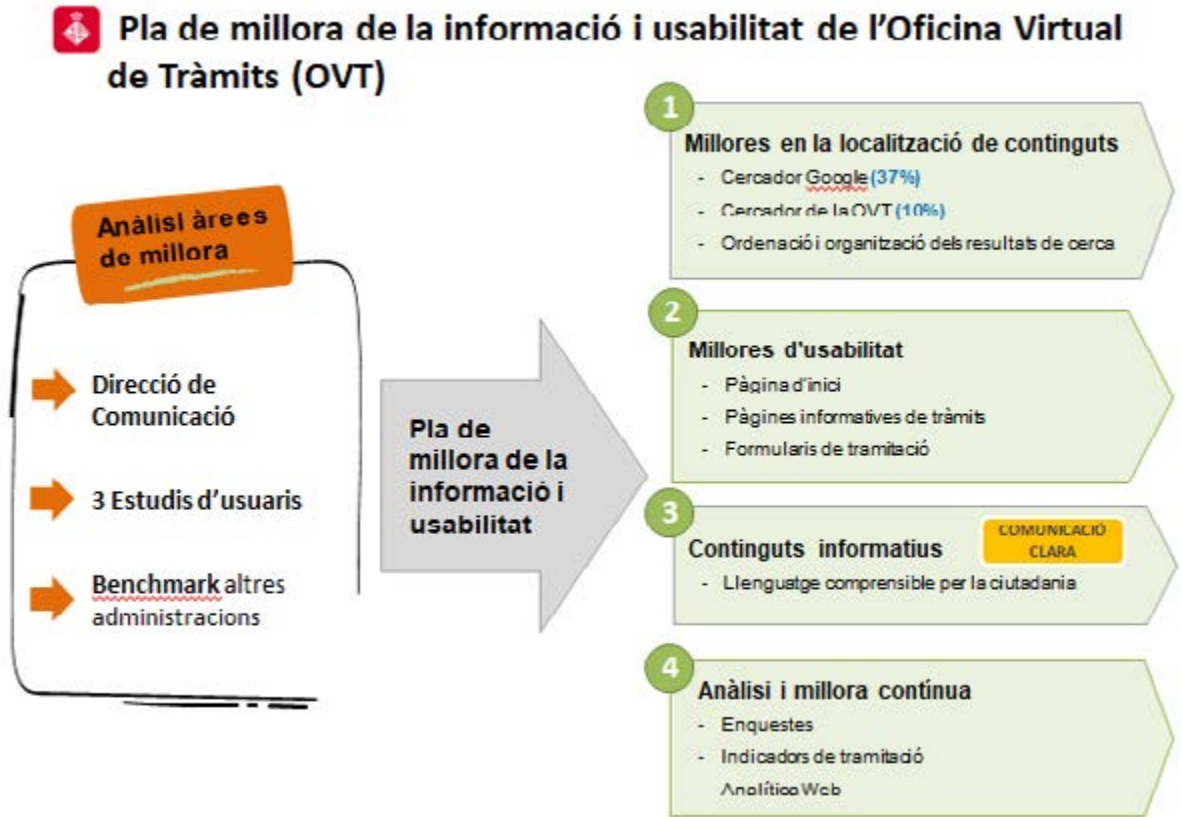 Pla de millora de la informació i usabilitat de l'Oficina Virtual
de Tràmits (OVT)
Anàlisi àrees
de millora
Direcció de
Comunicació
3 Estudis d'usuaris
Benchmark altres
administracions
Pla de
millora de la
informació i
usabilitat
1
Millores en la localització de continguts
- Cercador Google (37%)
- Cercador de la OVT (10%)
- Ordenació i organització dels resultats de cerca
2
Millores d'usabilitat
- Pàgina d'inici
- Pàgines informatives de tràmits
- Formularis de tramitació
3
Continguts informatius
COMUNICACIÓ
CLARA
- Llenguatge comprensible per la ciutadania
4
Anàlisi i millora contínua
- Enquestes
- Indicadors de tramitació
Analítica Web